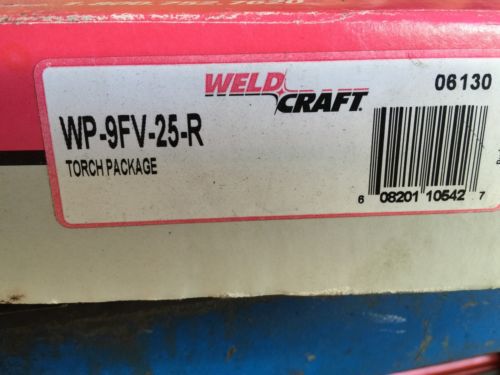 WELD
CRAFT.
06130
WP-9FV-25-R
TORCH PACKAGE
6 08201 10542 7